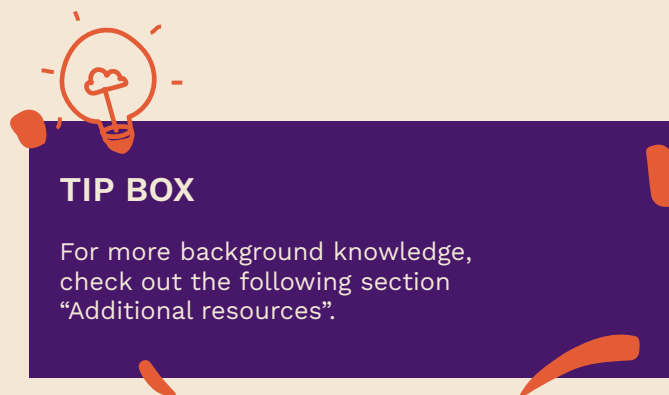 TIP BOX
For more background knowledge,
check out the following section
“Additional resources”.